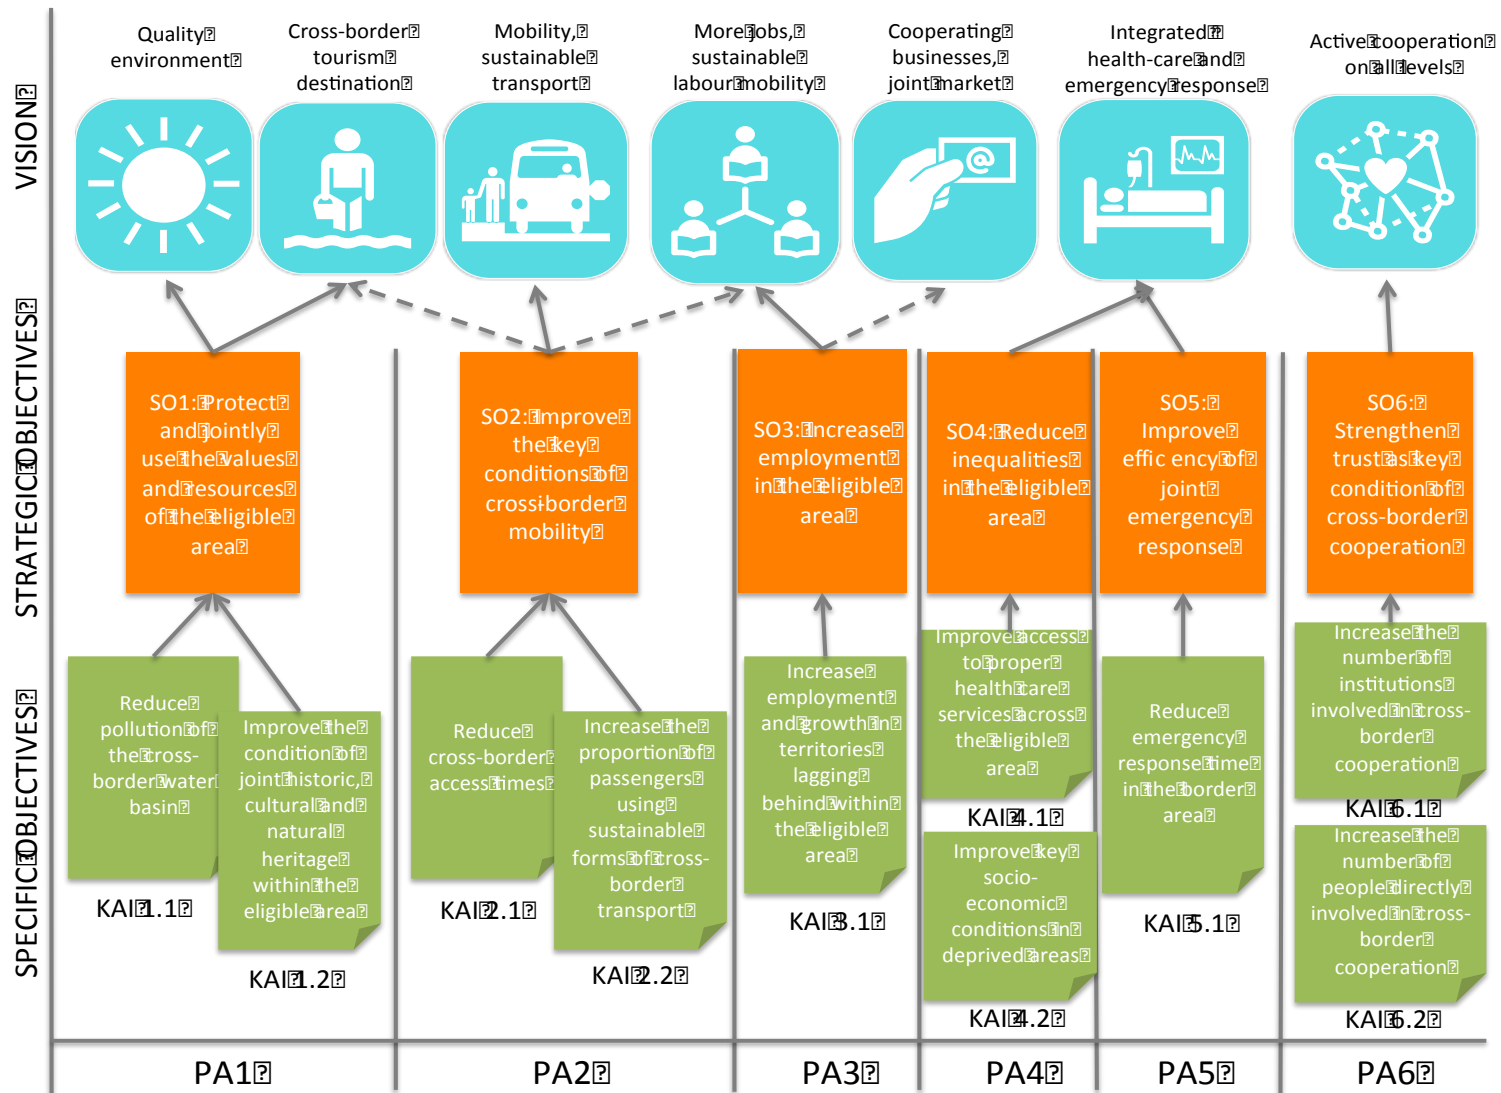 VISION
Quality
environment
Cross-border
tourism
destination
Mobility,
sustainable
transport
More jobs,
sustainable
labour mobility
Cooperating
businesses,
joint market
Integrated
health-care and
emergency response
Active cooperation
on all levels
@
STRATEGIC OBJECTIVES
SO1: Protect
and jointly
use the values
and resources
of the eligible
area
SO2: Improve
the key
conditions of
cross-border
mobility
SO3: Increase
employment
in the eligible
area
SO4: Reduce
inequalities
in the eligible
area
SO5:
Improve
effic ency of
joint
emergency
response
SO6:
Strengthen
trust as key
condition of
cross-border
cooperation
SPECIFIC OBJECTIVES
Reduce
pollution of
the cross-
border water
basin
KAI 1.1
Improve the
condition of
joint historic,
cultural and
natural
heritage
within the
eligible area
KAI 1.2
Reduce
cross-border
access times
KAI 2.1
Increase the
proportion of
passengers
using
sustainable
forms of cross-
border
transport
KAI 2.2
Increase
employment
and growth in
territories
lagging
behind within
the eligible
area
KAI 3.1
Improve access
to proper
health care
services across
the eligible
area
KAI 4.1
Improve key
socio-
economic
conditions in
deprived areas
KAI 4.2
Reduce
emergency
response time
in the border
area
KAI 5.1
Increase the
number of
institutions
involved in cross-
border
cooperation
KAI 6.1
Increase the
number of
people directly
involved in cross-
border
cooperation
KAI 6.2
PA1
PA2
PA3
PA4
PA5
PA6